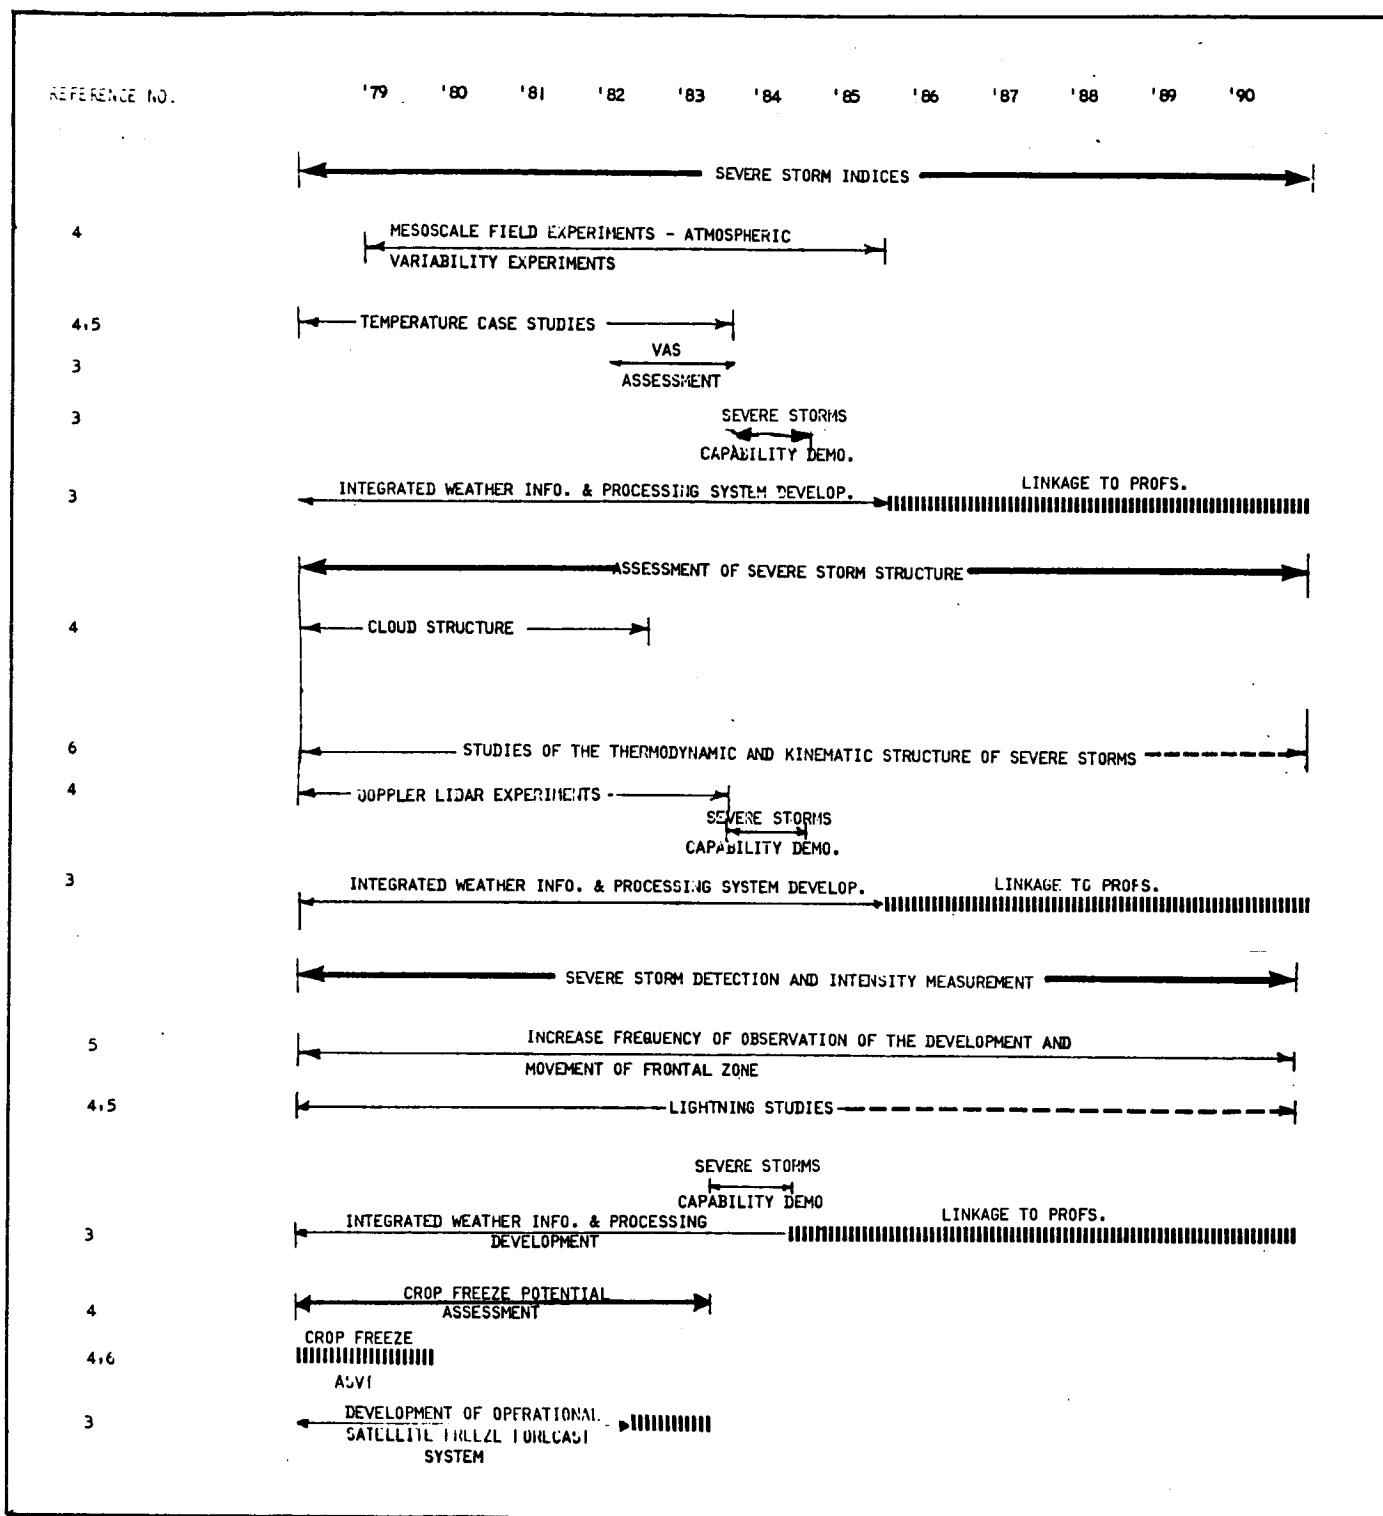 REFERENCE NO. '79 '80 '81 '82 '83 '84 '85 '86 '87 '88 '89 '90
SEVERE STORM INDICES
4 MESOSCALE FIELD EXPERIMENTS - ATMOSPHERIC
VARIABILITY EXPERIMENTS
4,5 TEMPERATURE CASE STUDIES
VAS
3
ASSESSMENT
3 SEVERE STORMS
CAPABILITY DEMO.
3 INTEGRATED WEATHER INFO. & PROCESSING SYSTEM DEVELOP. LINKAGE TO PROFS.
ASSESSMENT OF SEVERE STORM STRUCTURE
4 CLOUD STRUCTURE
6 STUDIES OF THE THERMODYNAMIC AND KINEMATIC STRUCTURE OF SEVERE STORMS
4 DOPPLER LIDAR EXPERIMENTS
SEVERE STORMS
CAPABILITY DEMO.
3 INTEGRATED WEATHER INFO. & PROCESSING SYSTEM DEVELOP. LINKAGE TO PROFS.
SEVERE STORM DETECTION AND INTENSITY MEASUREMENT
5 INCREASE FREQUENCY OF OBSERVATION OF THE DEVELOPMENT AND
MOVEMENT OF FRONTAL ZONE
4,5 LIGHTNING STUDIES
SEVERE STORMS
CAPABILITY DEMO
3 INTEGRATED WEATHER INFO. & PROCESSING LINKAGE TO PROFS.
DEVELOPMENT
4 CROP FREEZE POTENTIAL
ASSESSMENT
CROP FREEZE
4,6
ASVT
3 DEVELOPMENT OF OPERATIONAL
SATELLITE FREEZE FORECAST
SYSTEM